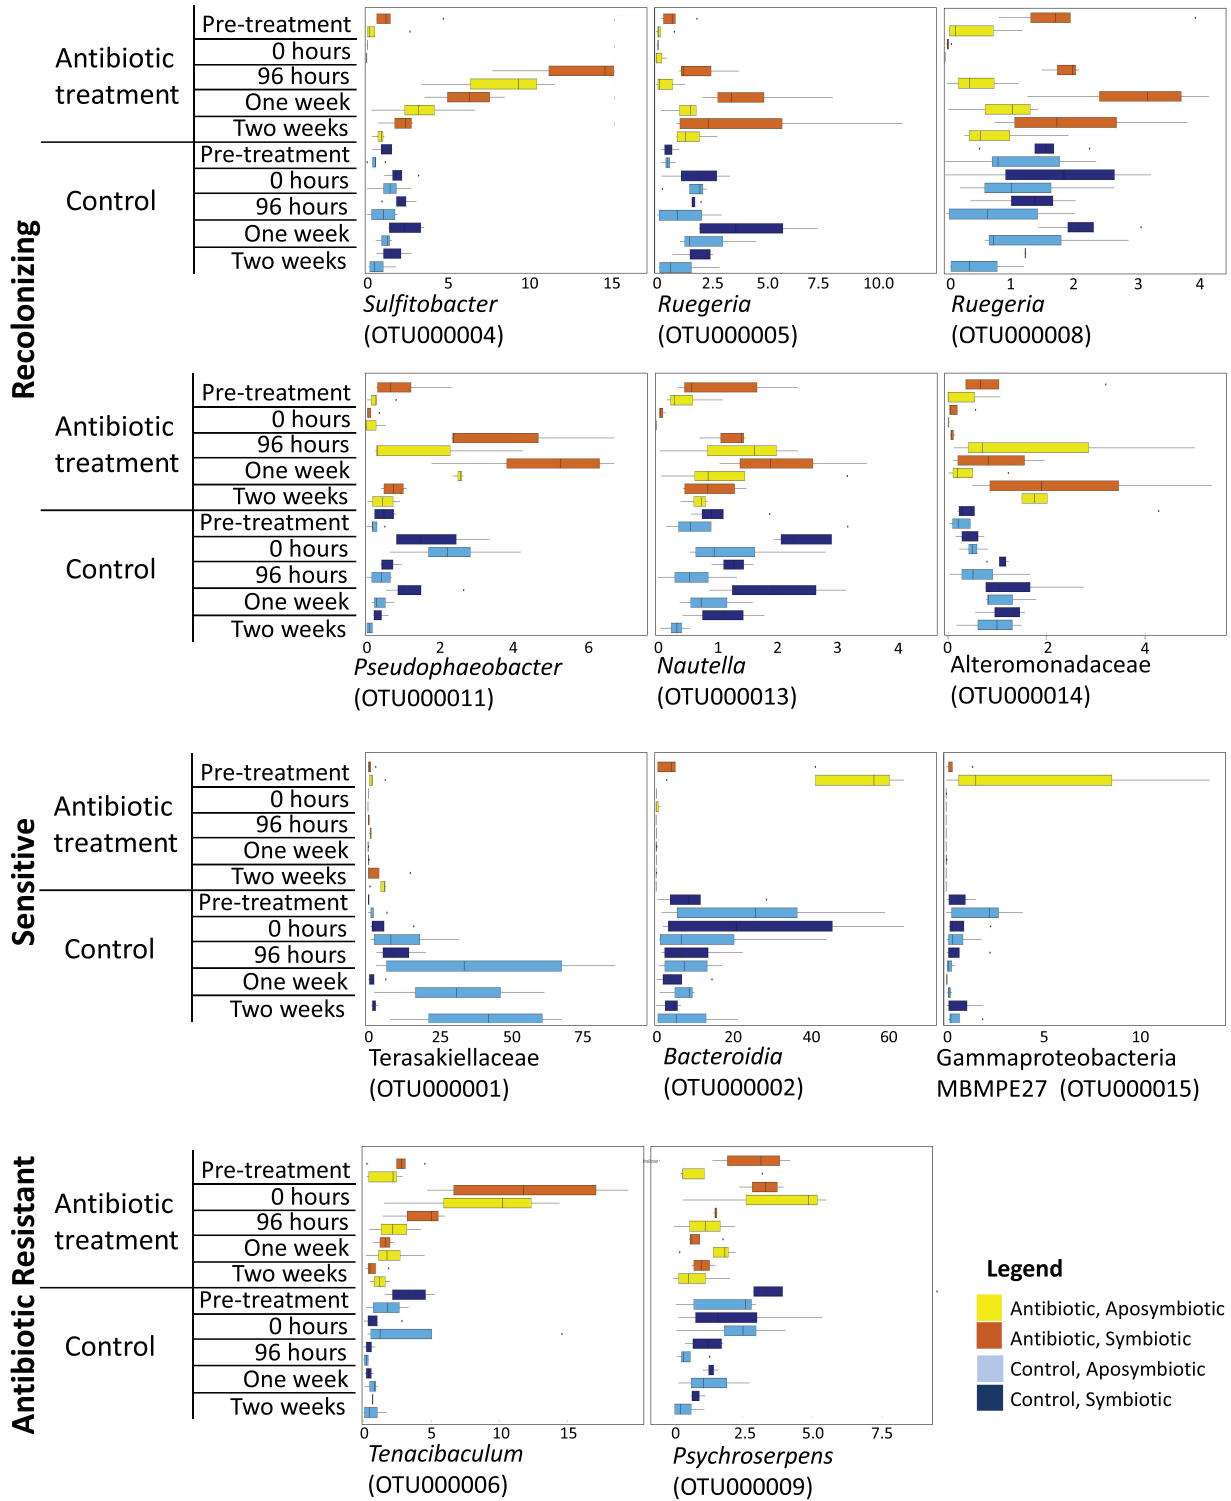 Recolonizing
Antibiotic
treatment
Pre-treatment
0 hours
96 hours
One week
Two weeks
Control
Pre-treatment
0 hours
96 hours
One week
Two weeks
0 5 10 15
Sulfitobacter
(OTU000004)
0 2.5 5.0 7.5 10.0
Ruegeria
(OTU000005)
0 1 2 3 4
Ruegeria
(OTU000008)
Antibiotic
treatment
Pre-treatment
0 hours
96 hours
One week
Two weeks
Control
Pre-treatment
0 hours
96 hours
One week
Two weeks
0 2 4 6
Pseudophaeobacter
(OTU000011)
0 1 2 3 4
Nautella
(OTU000013)
0 2 4
Alteromonadaceae
(OTU000014)
Sensitive
Antibiotic
treatment
Pre-treatment
0 hours
96 hours
One week
Two weeks
Control
Pre-treatment
0 hours
96 hours
One week
Two weeks
0 25 50 75
Terasakiellaceae
(OTU000001)
0 20 40 60
Bacteroidia
(OTU000002)
0 5 10
Gammaproteobacteria
MBMPE27 (OTU000015)
Antibiotic Resistant
Antibiotic
treatment
Pre-treatment
0 hours
96 hours
One week
Two weeks
Control
Pre-treatment
0 hours
96 hours
One week
Two weeks
0 5 10 15
Tenacibaculum
(OTU000006)
0 2.5 5.0 7.5
Psychroserpens
(OTU000009)
Legend
Antibiotic, Aposymbiotic
Antibiotic, Symbiotic
Control, Aposymbiotic
Control, Symbiotic